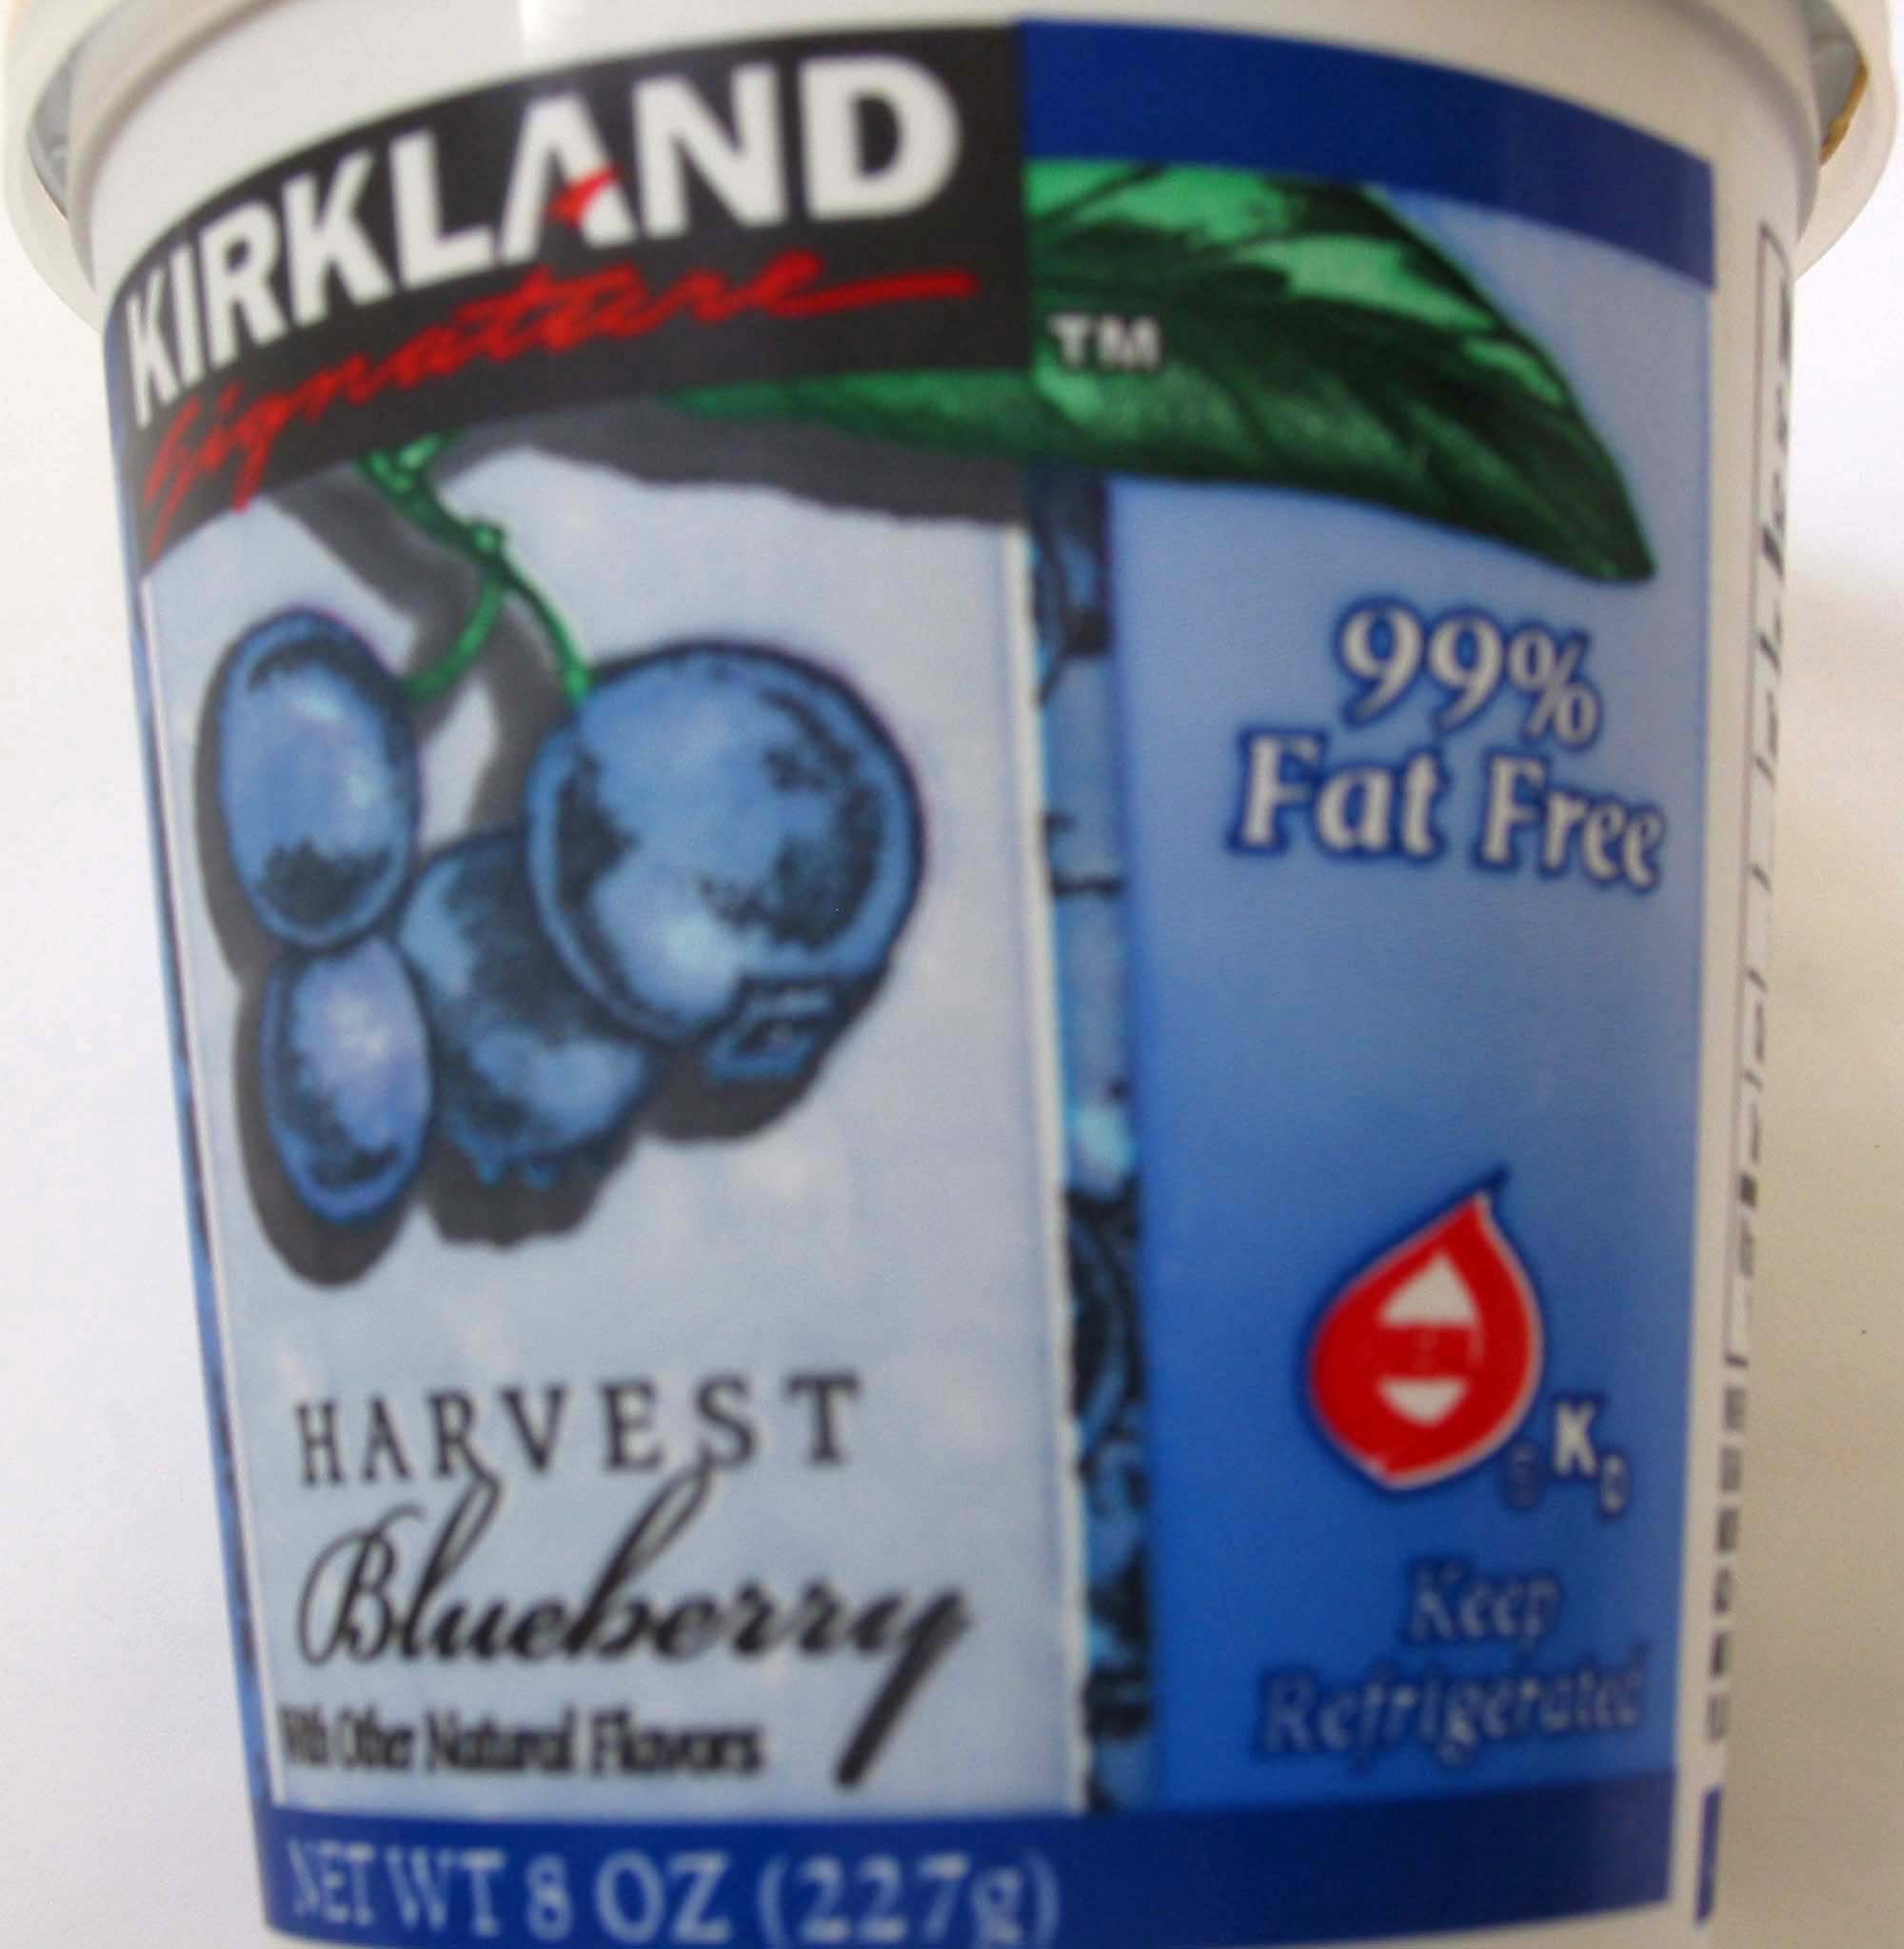 KIRKLAND
Signature
TM
99%
Fat Free
K
D
Keep
Refrigerated
HARVEST
Blueberry
With Other Natural Flavors
NET WT 8 OZ (227g)